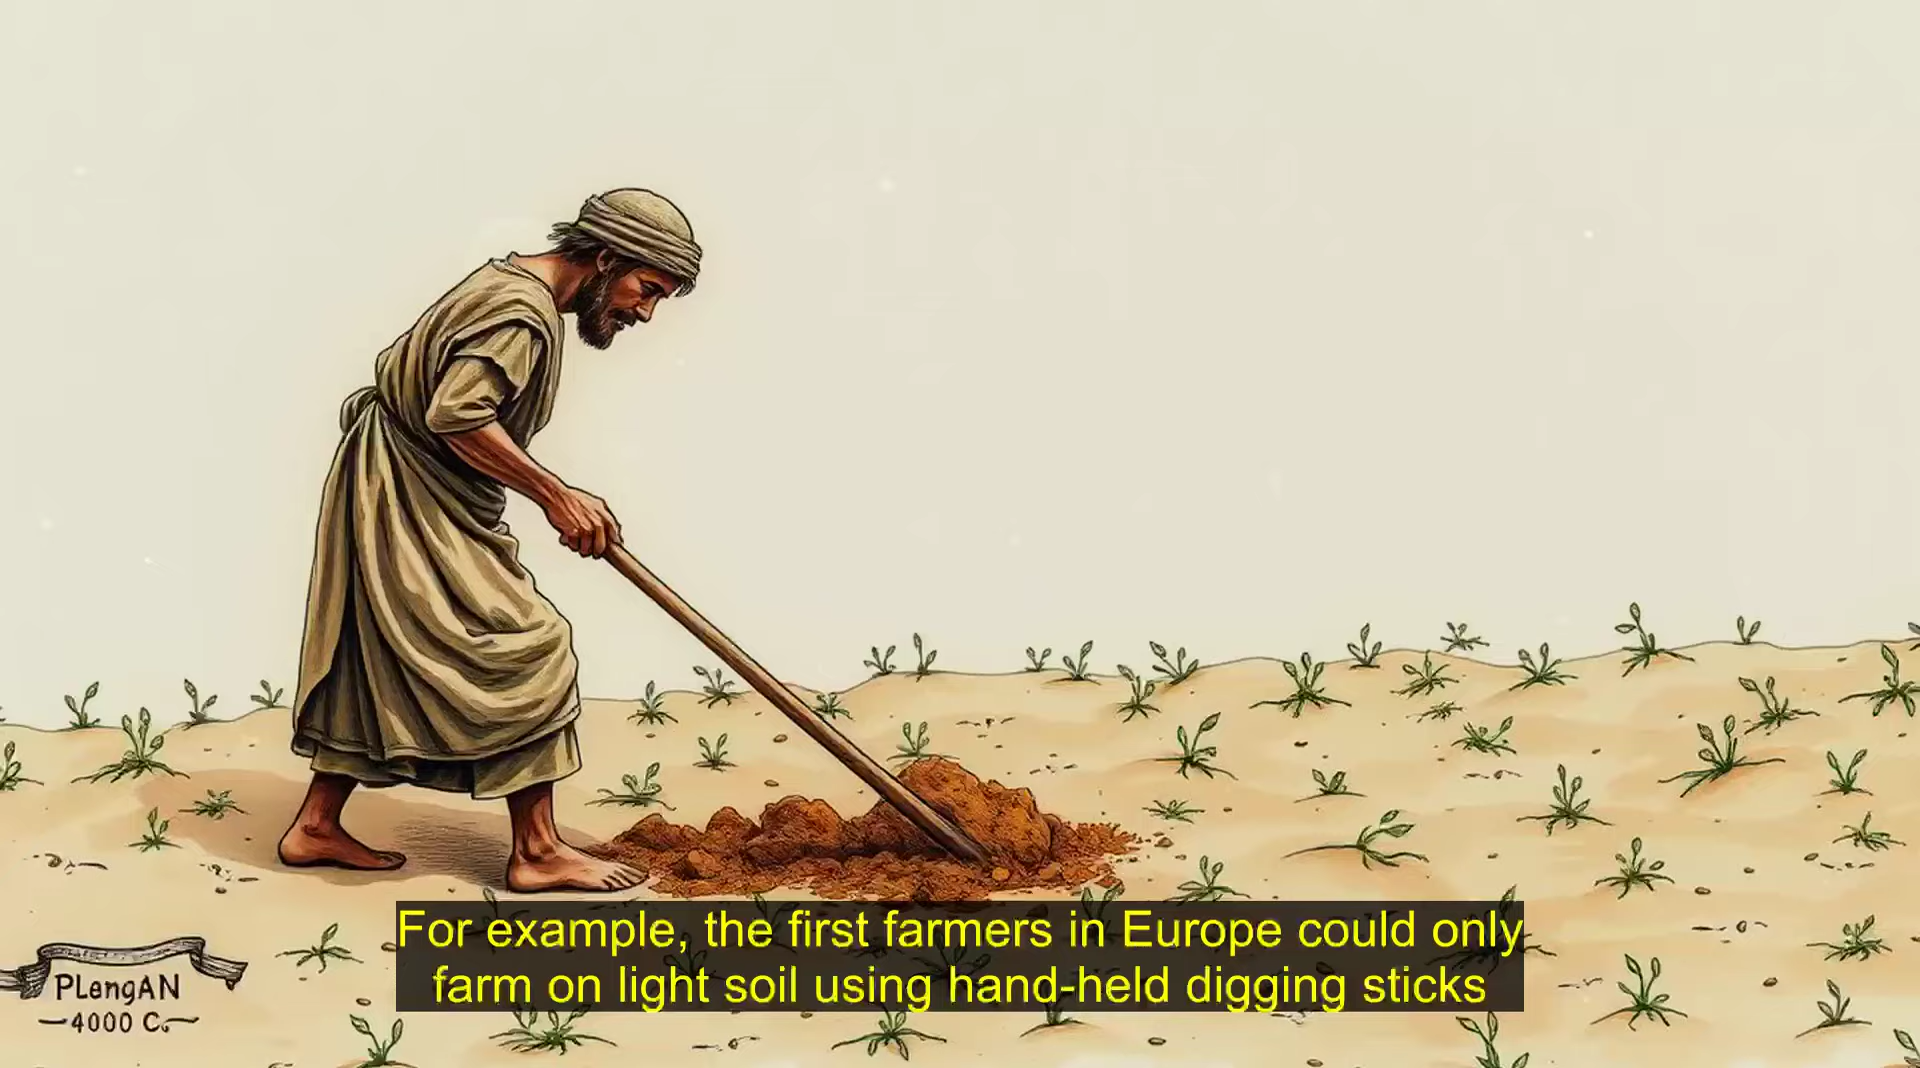 For example, the first farmers in Europe could only
farm on light soil using hand-held digging sticks
PLengAN
4000 C.